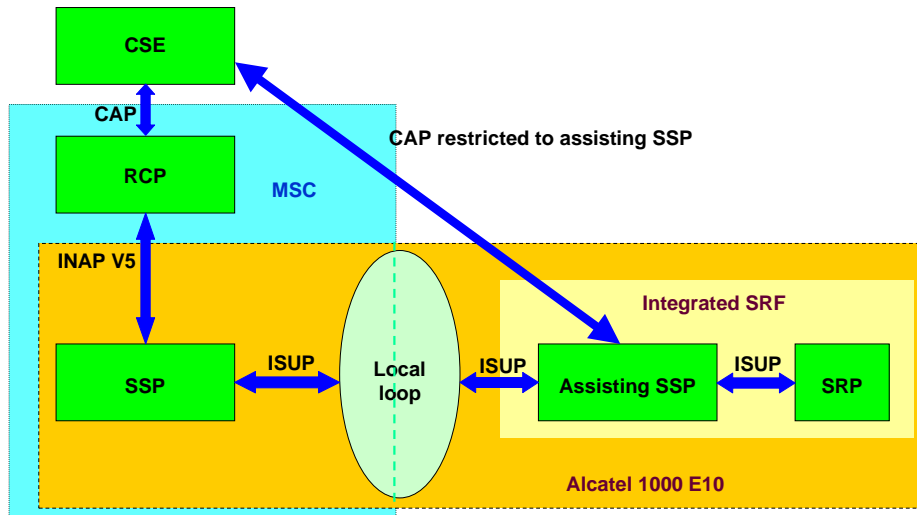 CSE
CAP
CAP restricted to assisting SSP
RCP
MSC
INAP V5
Integrated SRF
ISUP
ISUP
ISUP
SSP
Local
loop
Assisting SSP
SRP
Alcatel 1000 E10